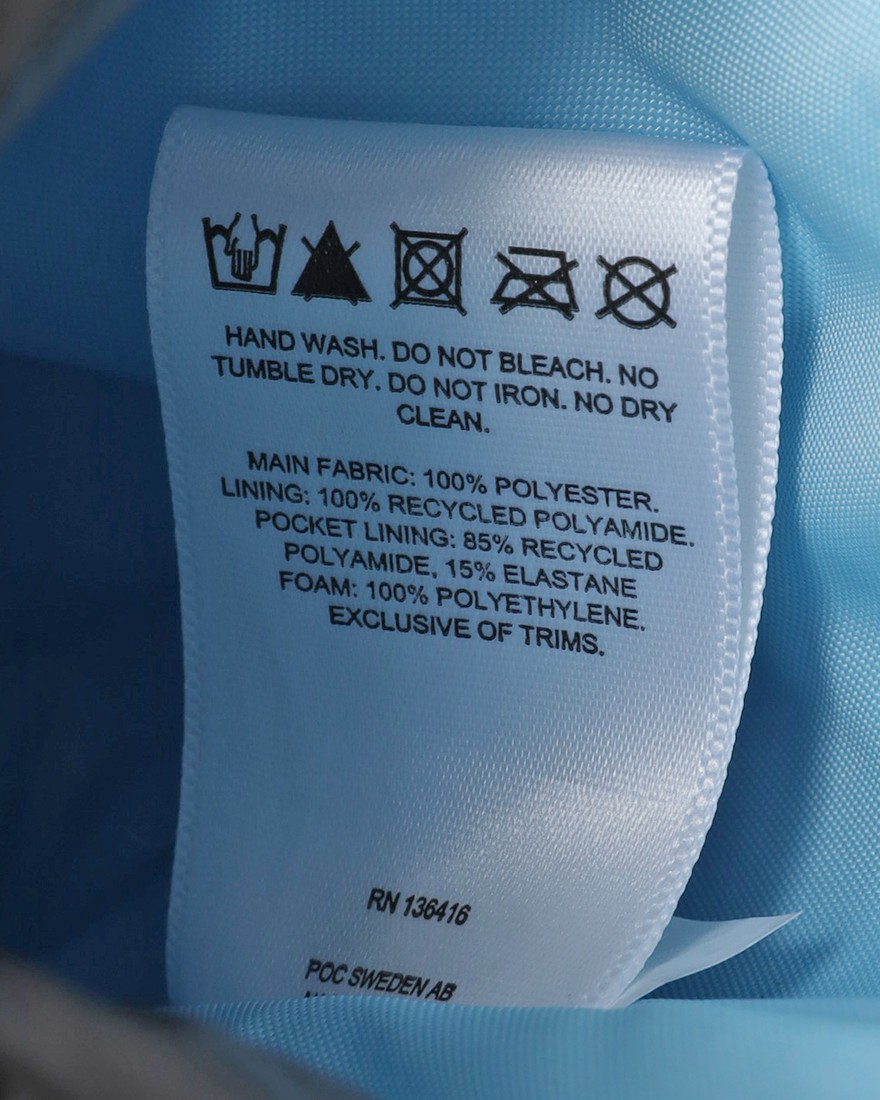 HAND WASH. DO NOT BLEACH. NO
TUMBLE DRY. DO NOT IRON. NO DRY
CLEAN.
MAIN FABRIC: 100% POLYESTER.
LINING: 100% RECYCLED POLYAMIDE.
POCKET LINING: 85% RECYCLED
POLYAMIDE, 15% ELASTANE
FOAM: 100% POLYETHYLENE.
EXCLUSIVE OF TRIMS.
RN 136416
POC SWEDEN AB